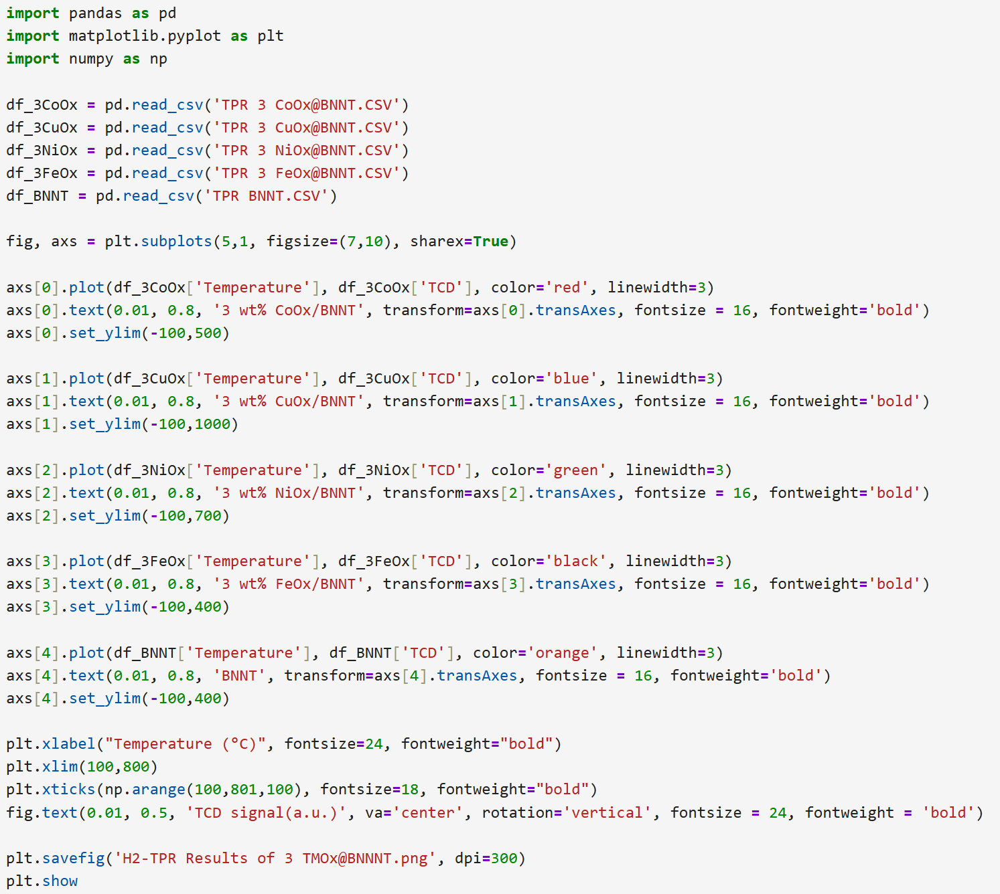 import pandas as pd
import matplotlib.pyplot as plt
import numpy as np

df_3CoOx = pd.read_csv('TPR 3 CoOx@BNNT.CSV')
df_3CuOx = pd.read_csv('TPR 3 CuOx@BNNT.CSV')
df_3NiOx = pd.read_csv('TPR 3 NiOx@BNNT.CSV')
df_3FeOx = pd.read_csv('TPR 3 FeOx@BNNT.CSV')
df_BNNT = pd.read_csv('TPR BNNT.CSV')

fig, axs = plt.subplots(5,1, figsize=(7,10), sharex=True)

axs[0].plot(df_3CoOx['Temperature'], df_3CoOx['TCD'], color='red', linewidth=3)
axs[0].text(0.01, 0.8, '3 wt% CoOx/BNNT', transform=axs[0].transAxes, fontsize = 16, fontweight='bold')
axs[0].set_ylim(-100,500)

axs[1].plot(df_3CuOx['Temperature'], df_3CuOx['TCD'], color='blue', linewidth=3)
axs[1].text(0.01, 0.8, '3 wt% CuOx/BNNT', transform=axs[1].transAxes, fontsize = 16, fontweight='bold')
axs[1].set_ylim(-100,1000)

axs[2].plot(df_3NiOx['Temperature'], df_3NiOx['TCD'], color='green', linewidth=3)
axs[2].text(0.01, 0.8, '3 wt% NiOx/BNNT', transform=axs[2].transAxes, fontsize = 16, fontweight='bold')
axs[2].set_ylim(-100,700)

axs[3].plot(df_3FeOx['Temperature'], df_3FeOx['TCD'], color='black', linewidth=3)
axs[3].text(0.01, 0.8, '3 wt% FeOx/BNNT', transform=axs[3].transAxes, fontsize = 16, fontweight='bold')
axs[3].set_ylim(-100,400)

axs[4].plot(df_BNNT['Temperature'], df_BNNT['TCD'], color='orange', linewidth=3)
axs[4].text(0.01, 0.8, 'BNNT', transform=axs[4].transAxes, fontsize = 16, fontweight='bold')
axs[4].set_ylim(-100,400)

plt.xlabel("Temperature (°C)", fontsize=24, fontweight="bold")
plt.xlim(100,800)
plt.xticks(np.arange(100,801,100), fontsize=18, fontweight="bold")
fig.text(0.01, 0.5, 'TCD signal(a.u.)', va='center', rotation='vertical', fontsize = 24, fontweight = 'bold')

plt.savefig('H2-TPR Results of 3 TMOx@BNNNT.png', dpi=300)
plt.show